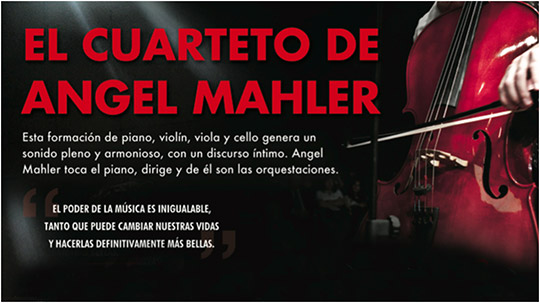 EL CUARTETO DE
ANGEL MAHLER
Esta formación de piano, violín, viola y cello genera un
sonido pleno y armonioso, con un discurso íntimo. Angel
Mahler toca el piano, dirige y de él son las orquestaciones.
“ EL PODER DE LA MÚSICA ES INIGUALABLE,
TANTO QUE PUEDE CAMBIAR NUESTRAS VIDAS
Y HACERLAS DEFINITIVAMENTE MÁS BELLAS. ”